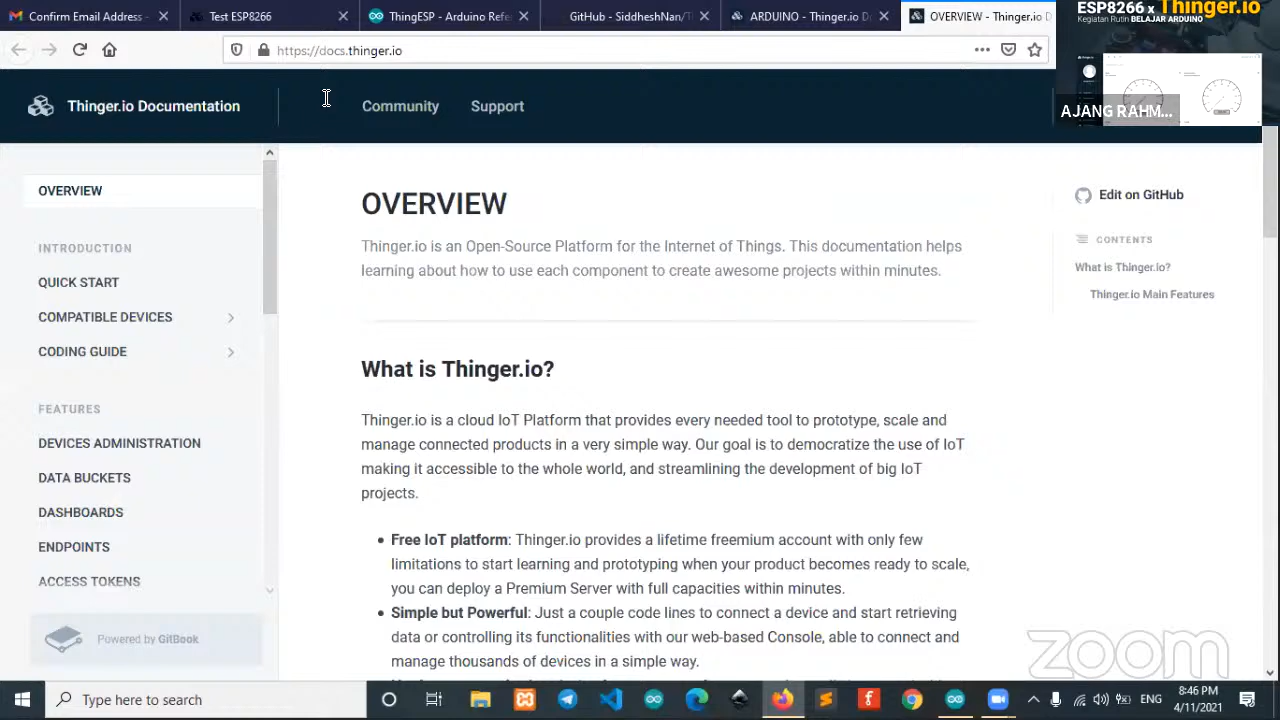 Confirm Email Address
Test ESP8266
ThingESP - Arduino Refe
GitHub - SiddheshNan/T
ARDUINO - Thinger.io D
OVERVIEW - Thinger.io D
ESP8266 x Thinger.io
Kegiatan Rutin BELAJAR ARDUINO
https://docs.thinger.io
AJANG RAHM...
Thinger.io Documentation
Community
Support
OVERVIEW
INTRODUCTION
QUICK START
COMPATIBLE DEVICES
CODING GUIDE
FEATURES
DEVICES ADMINISTRATION
DATA BUCKETS
DASHBOARDS
ENDPOINTS
ACCESS TOKENS
Powered by GitBook
OVERVIEW
Thinger.io is an Open-Source Platform for the Internet of Things. This documentation helps
learning about how to use each component to create awesome projects within minutes.
What is Thinger.io?
Thinger.io is a cloud IoT Platform that provides every needed tool to prototype, scale and
manage connected products in a very simple way. Our goal is to democratize the use of IoT
making it accessible to the whole world, and streamlining the development of big IoT
projects.
Free IoT platform: Thinger.io provides a lifetime freemium account with only few
limitations to start learning and prototyping when your product becomes ready to scale,
you can deploy a Premium Server with full capacities within minutes.
Simple but Powerful: Just a couple code lines to connect a device and start retrieving
data or controlling its functionalities with our web-based Console, able to connect and
manage thousands of devices in a simple way.
Edit on GitHub
CONTENTS
What is Thinger.io?
Thinger.io Main Features
zoom
Type here to search
ENG
8:46 PM
4/11/2021